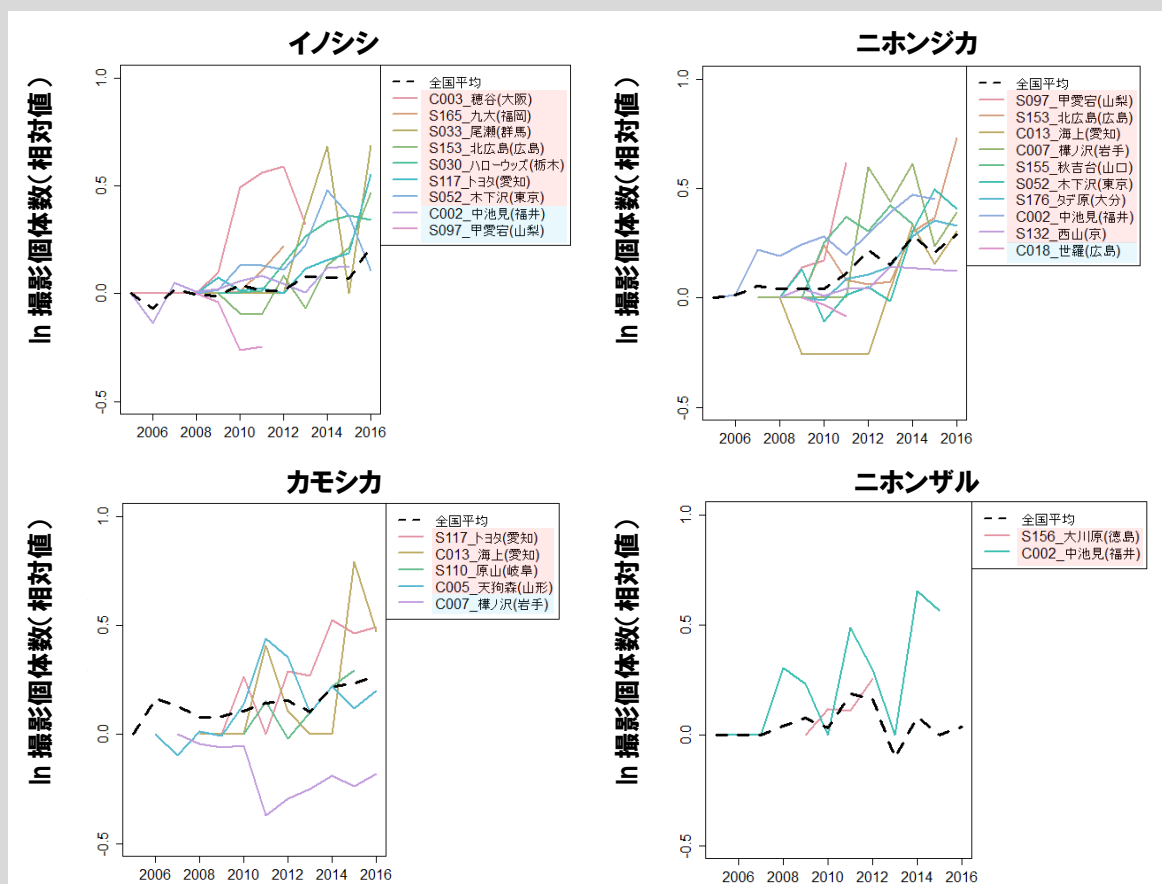 イノシシ
ln 撮影個体数(相対値)
1.0
0.5
0.0
-0.5
2006 2008 2010 2012 2014 2016
全国平均
C003_穂谷(大阪)
S165_九大(福岡)
S033_尾瀬(群馬)
S153_北広島(広島)
S030_ハローウッズ(栃木)
S117_トヨタ(愛知)
S052_木下沢(東京)
C002_中池見(福井)
S097_甲愛宕(山梨)
ニホンジカ
ln 撮影個体数(相対値)
1.0
0.5
0.0
-0.5
2006 2008 2010 2012 2014 2016
全国平均
S097_甲愛宕(山梨)
S153_北広島(広島)
C013_海上(愛知)
C007_樺ノ沢(岩手)
S155_秋吉台(山口)
S052_木下沢(東京)
S176_タデ原(大分)
C002_中池見(福井)
S132_西山(京)
C018_世羅(広島)
カモシカ
ln 撮影個体数(相対値)
1.0
0.5
0.0
-0.5
2006 2008 2010 2012 2014 2016
全国平均
S117_トヨタ(愛知)
C013_海上(愛知)
S110_原山(岐阜)
C005_天狗森(山形)
C007_樺ノ沢(岩手)
ニホンザル
ln 撮影個体数(相対値)
1.0
0.5
0.0
-0.5
2006 2008 2010 2012 2014 2016
全国平均
S156_大川原(徳島)
C002_中池見(福井)